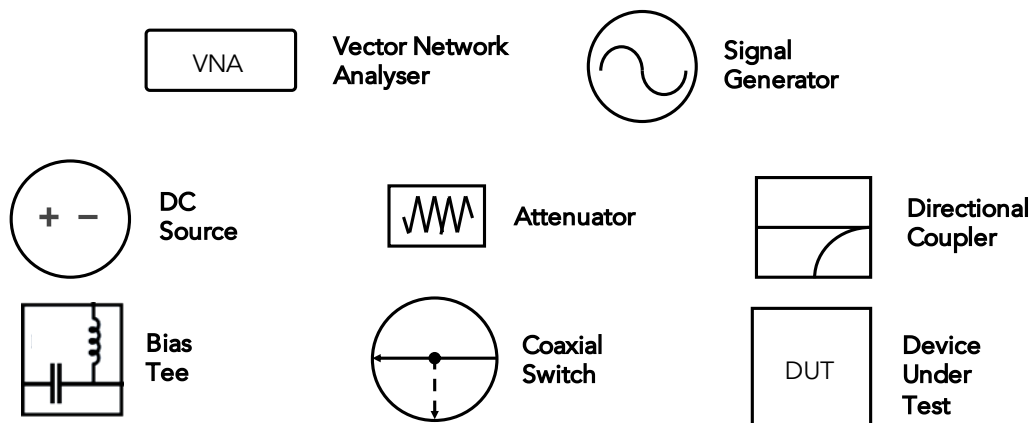 VNA
Vector Network
Analyser
Signal
Generator
+ −
DC
Source
Attenuator
Directional
Coupler
Bias
Tee
Coaxial
Switch
DUT
Device
Under
Test